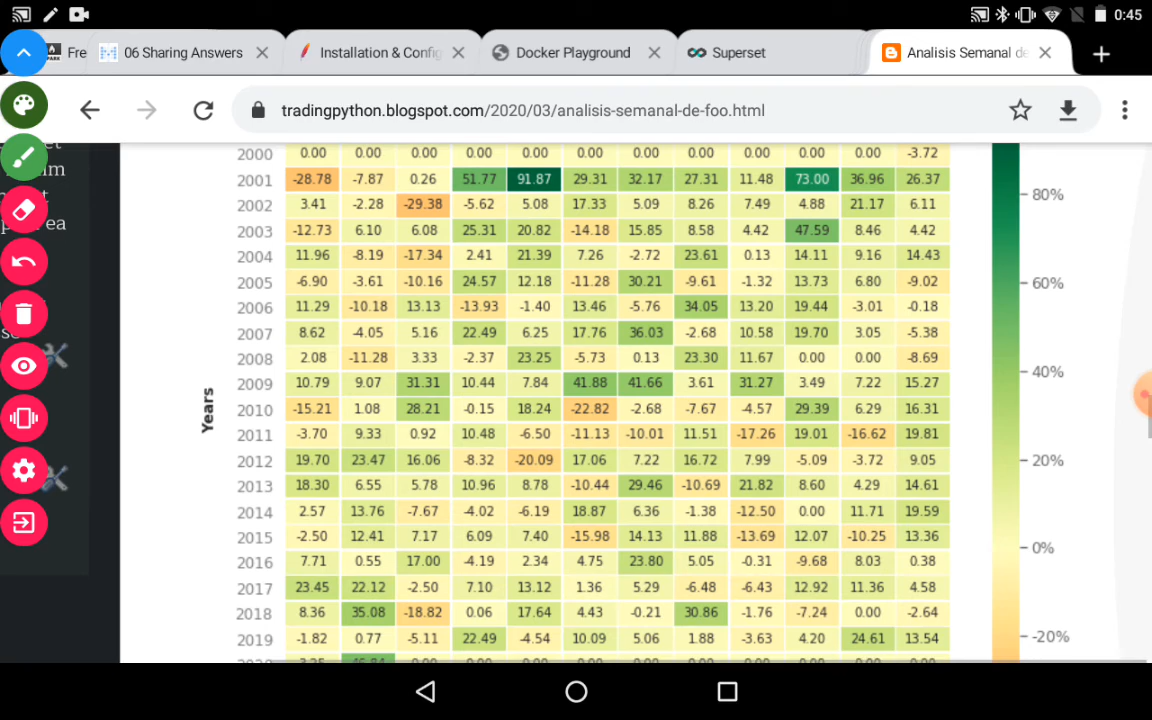 0:45
Fre 06 Sharing Answers Installation & Config Docker Playground Superset Analisis Semanal de
tradingpython.blogspot.com/2020/03/analisis-semanal-de-foo.html
2000 0.00 0.00 0.00 0.00 0.00 0.00 0.00 0.00 0.00 0.00 0.00 -3.72
2001 -28.78 -7.87 0.26 51.77 91.87 29.31 32.17 27.31 11.48 73.00 36.96 26.37
2002 3.41 -2.28 -29.38 -5.62 5.08 17.33 5.09 8.26 7.49 4.88 21.17 6.11
2003 -12.73 6.10 6.08 25.31 20.82 -14.18 15.85 8.58 4.42 47.59 8.46 4.42
2004 11.96 -8.19 -17.34 2.41 21.39 7.26 -2.72 23.61 0.13 14.11 9.16 14.43
2005 -6.90 -3.61 -10.16 24.57 12.18 -11.28 30.21 -9.61 -1.32 13.73 6.80 -9.02
2006 11.29 -10.18 13.13 -13.93 -1.40 13.46 -5.76 34.05 13.20 19.44 -3.01 -0.18
2007 8.62 -4.05 5.16 22.49 6.25 17.76 36.03 -2.68 10.58 19.70 3.05 -5.38
2008 2.08 -11.28 3.33 -2.37 23.25 -5.73 0.13 23.30 11.67 0.00 0.00 -8.69
2009 10.79 9.07 31.31 10.44 7.84 41.88 41.66 3.61 31.27 3.49 7.22 15.27
2010 -15.21 1.08 28.21 -0.15 18.24 -22.82 -2.68 -7.67 -4.57 29.39 6.29 16.31
2011 -3.70 9.33 0.92 10.48 -6.50 -11.13 -10.01 11.51 -17.26 19.01 -16.62 19.81
2012 19.70 23.47 16.06 -8.32 -20.09 17.06 7.22 16.72 7.99 -5.09 -3.72 9.05
2013 18.30 6.55 5.78 10.96 8.78 -10.44 29.46 -10.69 21.82 8.60 4.29 14.61
2014 2.57 13.76 -7.67 -4.02 -6.19 18.87 6.36 -1.38 -12.50 0.00 11.71 19.59
2015 -2.50 12.41 7.17 6.09 7.40 -15.98 14.13 11.88 -13.69 12.07 -10.25 13.36
2016 7.71 0.55 17.00 -4.19 2.34 4.75 23.80 5.05 -0.31 -9.68 8.03 0.38
2017 23.45 22.12 -2.50 7.10 13.12 1.36 5.29 -6.48 -6.43 12.92 11.36 4.58
2018 8.36 35.08 -18.82 0.06 17.64 4.43 -0.21 30.86 -1.76 -7.24 0.00 -2.64
2019 -1.82 0.77 -5.11 22.49 -4.54 10.09 5.06 1.88 -3.63 4.20 24.61 13.54
Years
80%
60%
40%
20%
0%
-20%